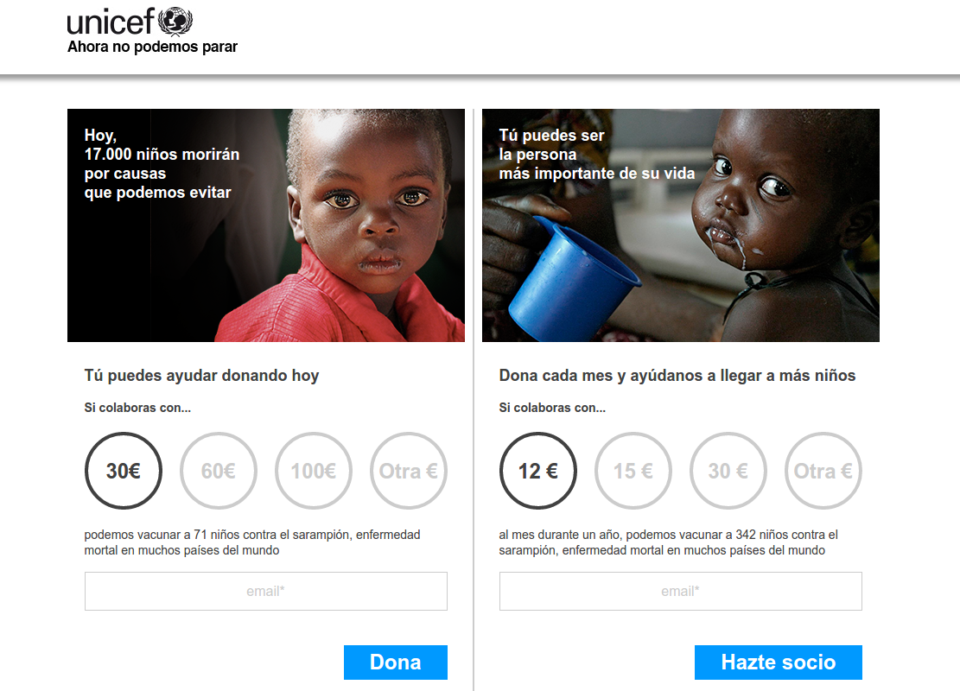 unicef
Ahora no podemos parar
Hoy,
17.000 niños morirán
por causas
que podemos evitar
Tú puedes ayudar donando hoy
Si colaboras con...
30€
60€
100€
Otra €
podemos vacunar a 71 niños contra el sarampión, enfermedad
mortal en muchos países del mundo
email*
Dona
Tú puedes ser
la persona
más importante de su vida
Dona cada mes y ayúdanos a llegar a más niños
Si colaboras con...
12 €
15 €
30 €
Otra €
al mes durante un año, podemos vacunar a 342 niños contra el
sarampión, enfermedad mortal en muchos países del mundo
email*
Hazte socio